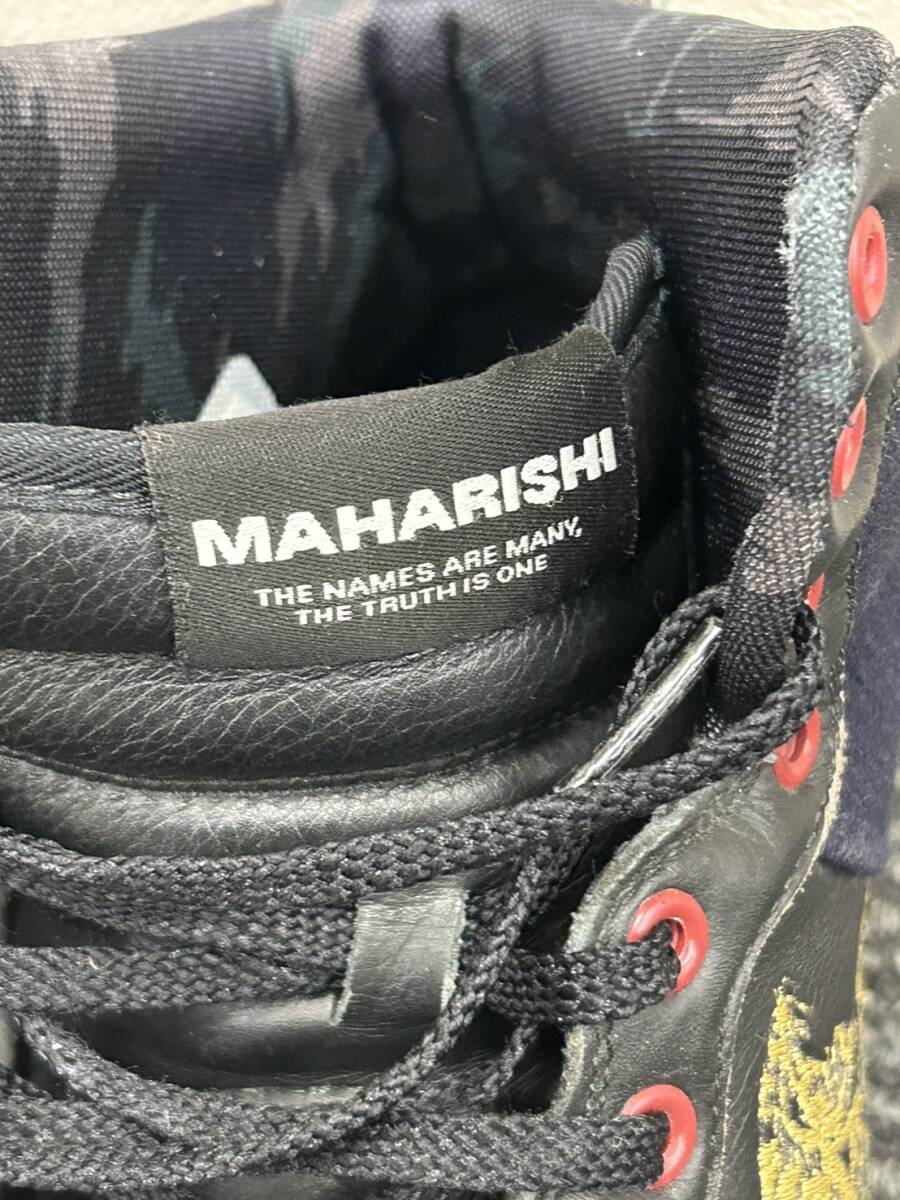 MAHARISHI
THE NAMES ARE MANY,
THE TRUTH IS ONE